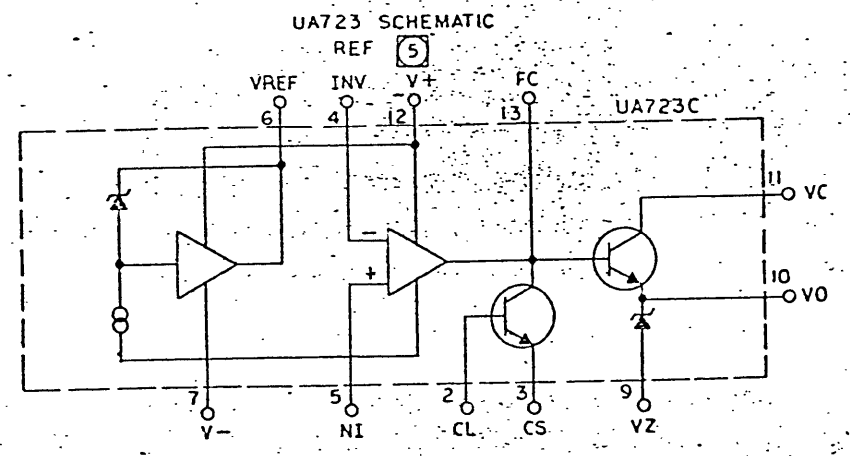 UA723 SCHEMATIC
REF 5
VREF INV V+ FC
6 4 12 13 UA723C
11 VC
-
+
10 VO
7 5 2 3 9
V- NI CL CS VZ